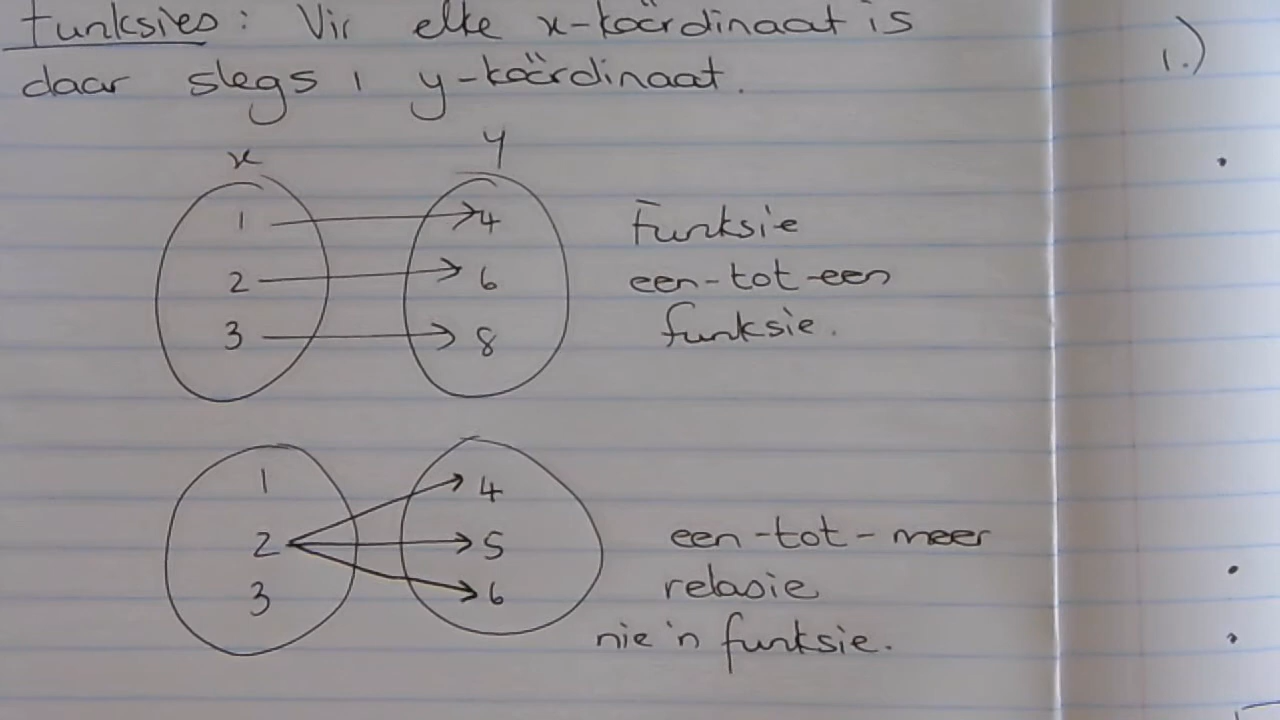 Funksies: Vir elke x-koördinaat is
daar slegs 1 y-koördinaat.
x y
1 4
2 6
3 8
Funksie
een-tot-een
funksie.
1 4
2 5
3 6
een-tot-meer
relasie
nie 'n funksie.
1.)